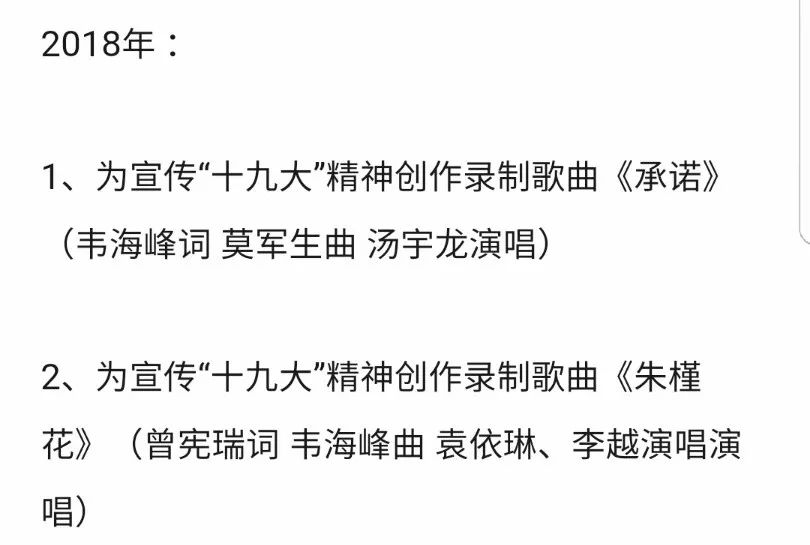 2018年：
1、为宣传“十九大”精神创作录制歌曲《承诺》
（韦海峰词 莫军生曲 汤宇龙演唱）
2、为宣传“十九大”精神创作录制歌曲《朱槿
花》（曾宪瑞词 韦海峰曲 袁依琳、李越演唱演
唱）